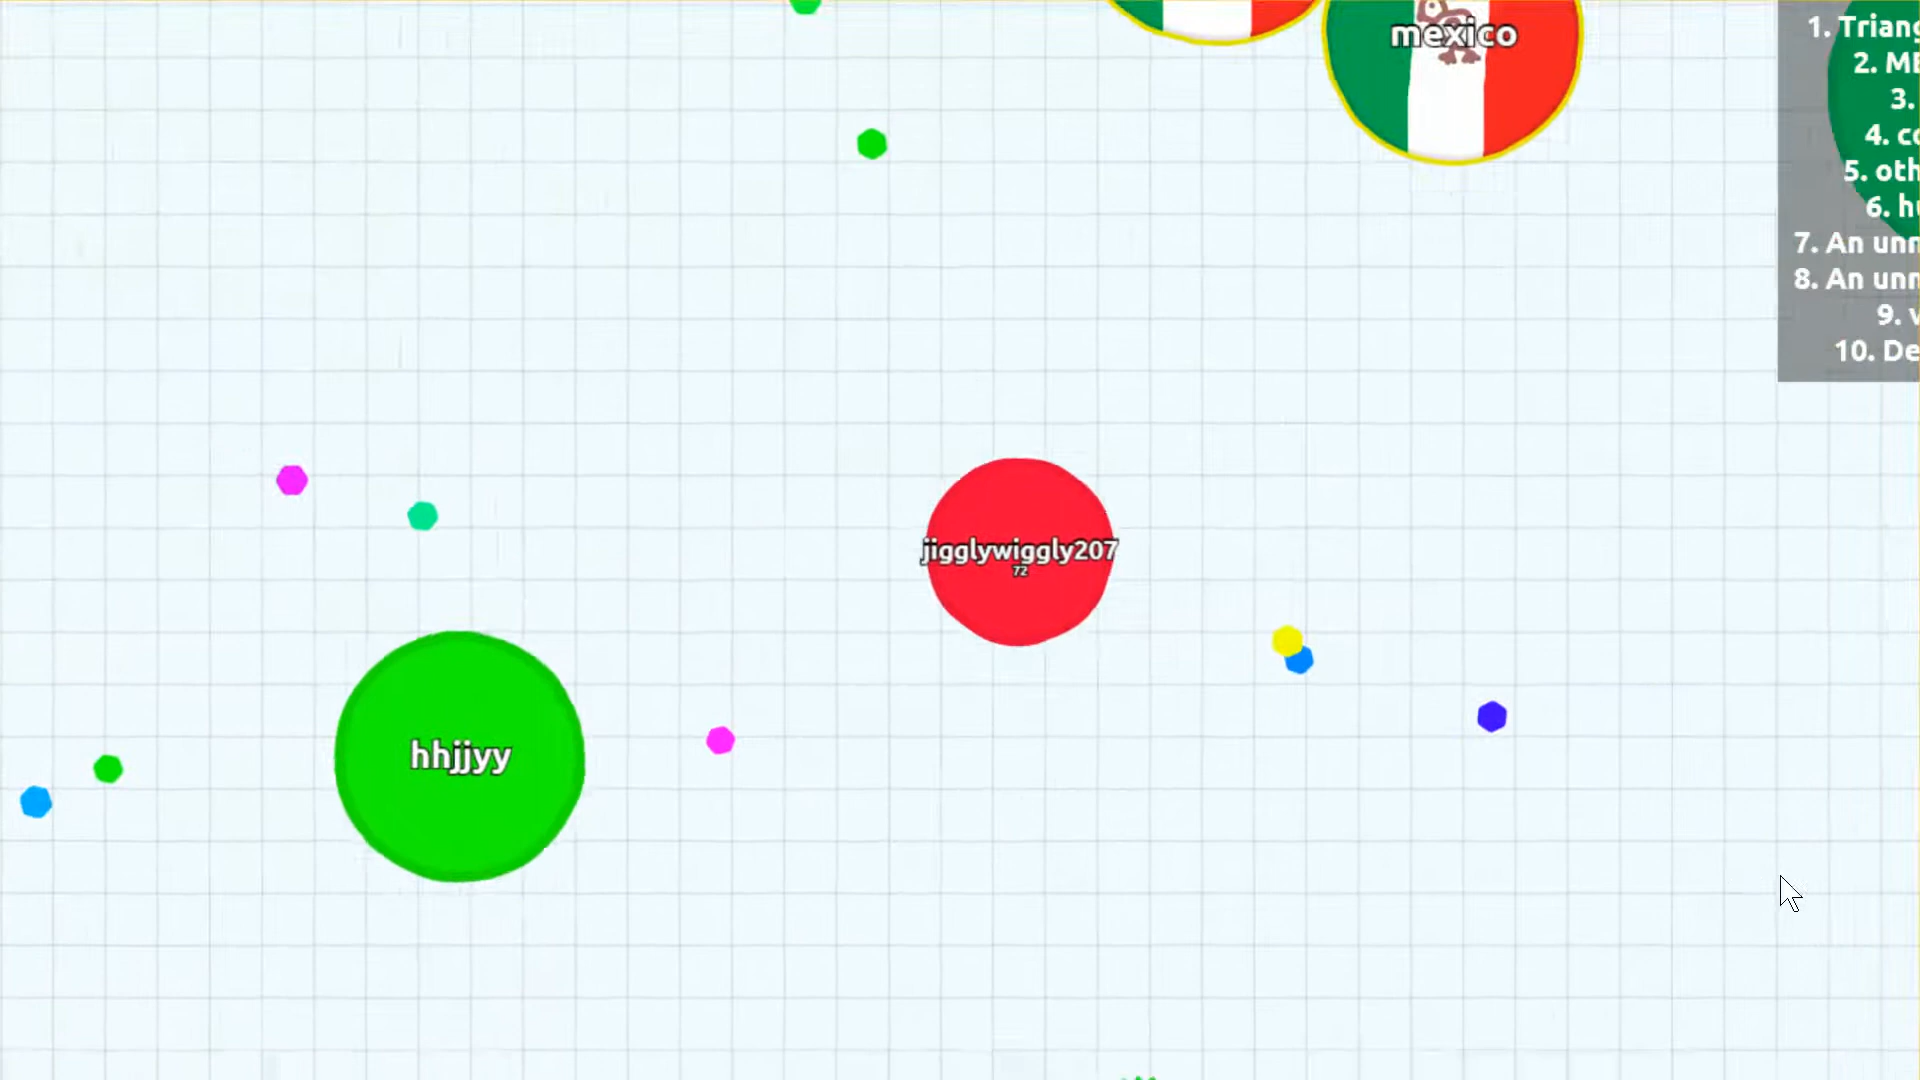 mexico
1. Triang
2. ME
3.
4. co
5. oth
6. hu
7. An unn
8. An unn
9. v
10. De
jigglywiggly207
72
hhjjyy